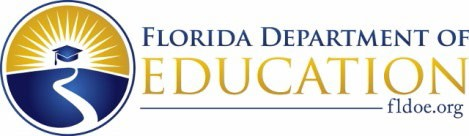 FLORIDA DEPARTMENT OF
EDUCATION
fldoe.org